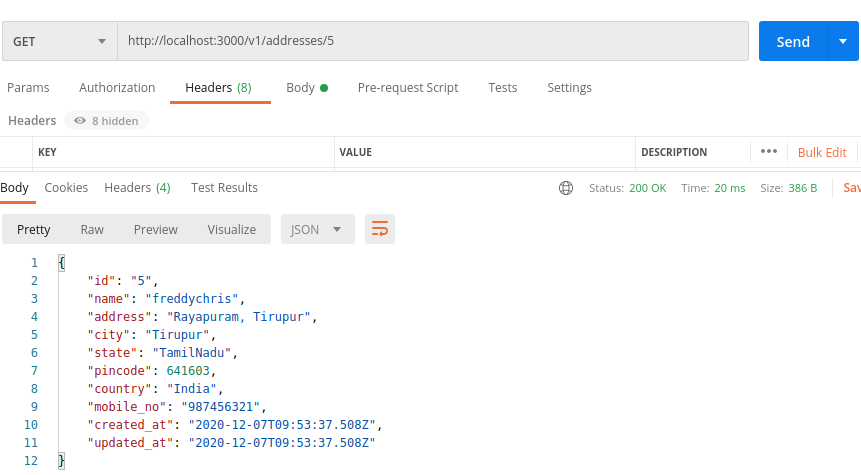 GET http://localhost:3000/v1/addresses/5 Send
Params Authorization Headers (8) Body Pre-request Script Tests Settings
Headers 8 hidden
KEY VALUE DESCRIPTION ••• Bulk Edit
Body Cookies Headers (4) Test Results Status: 200 OK Time: 20 ms Size: 386 B Sav
Pretty Raw Preview Visualize JSON
1 {
2 "id": "5",
3 "name": "freddychris",
4 "address": "Rayapuram, Tirupur",
5 "city": "Tirupur",
6 "state": "TamilNadu",
7 "pincode": 641603,
8 "country": "India",
9 "mobile_no": "987456321",
10 "created_at": "2020-12-07T09:53:37.508Z",
11 "updated_at": "2020-12-07T09:53:37.508Z"
12 }